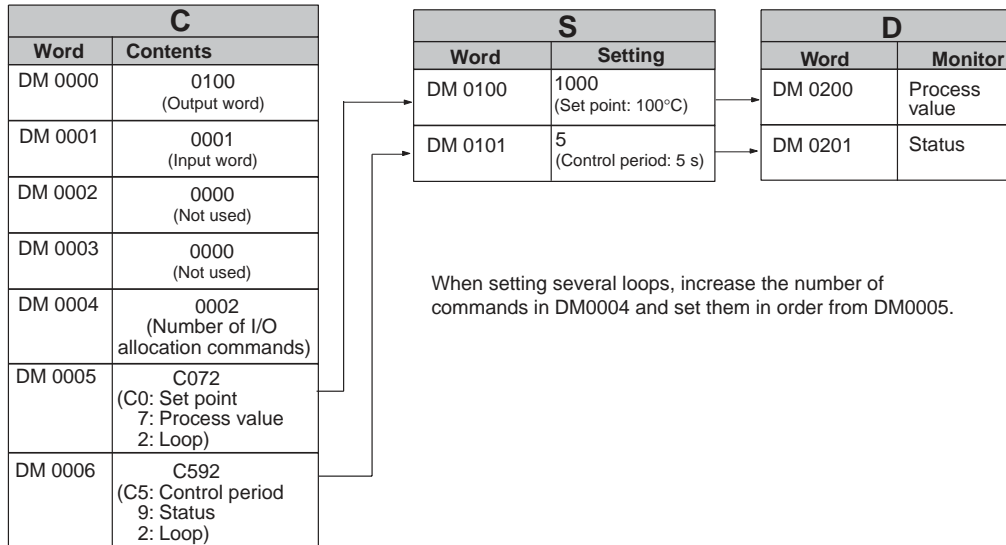 C
Word Contents
DM 0000 0100
(Output word)
DM 0001 0001
(Input word)
DM 0002 0000
(Not used)
DM 0003 0000
(Not used)
DM 0004 0002
(Number of I/O
allocation commands)
DM 0005 C072
(C0: Set point
7: Process value
2: Loop)
DM 0006 C592
(C5: Control period
9: Status
2: Loop)
S
Word Setting
DM 0100 1000
(Set point: 100°C)
DM 0101 5
(Control period: 5 s)
D
Word Monitor
DM 0200 Process
value
DM 0201 Status
When setting several loops, increase the number of
commands in DM0004 and set them in order from DM0005.